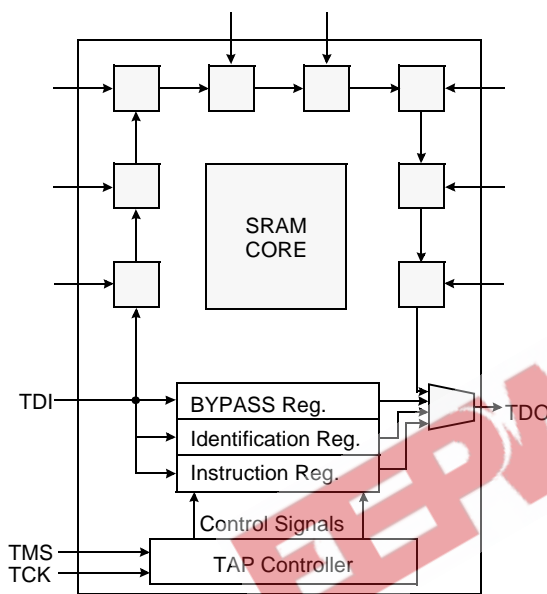 SRAM
CORE
TDI
BYPASS Reg.
TDO
Identification Reg.
Instruction Reg.
Control Signals
TMS
TAP Controller
TCK